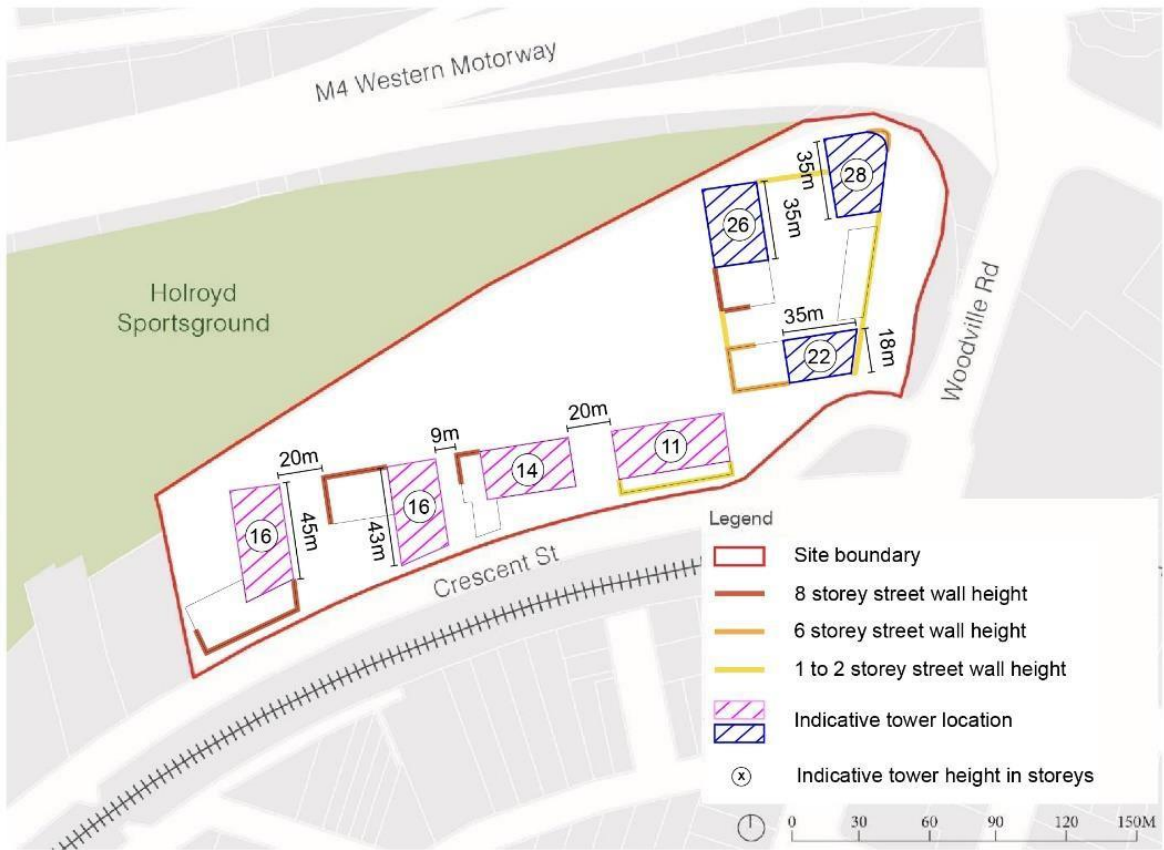 M4 Western Motorway
Holroyd
Sportsground
35m
28
26
35m
35m
22
18m
Woodville Rd
20m
9m
20m
11
14
16
43m
16
45m
Crescent St
Legend
Site boundary
8 storey street wall height
6 storey street wall height
1 to 2 storey street wall height
Indicative tower location
x Indicative tower height in storeys
0 30 60 90 120 150M